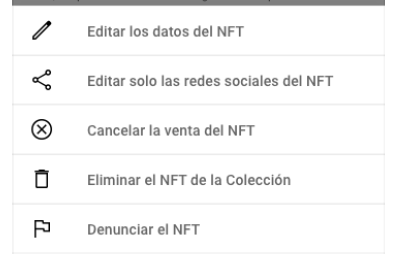 Editar los datos del NFT
Editar solo las redes sociales del NFT
Cancelar la venta del NFT
Eliminar el NFT de la Colección
Denunciar el NFT